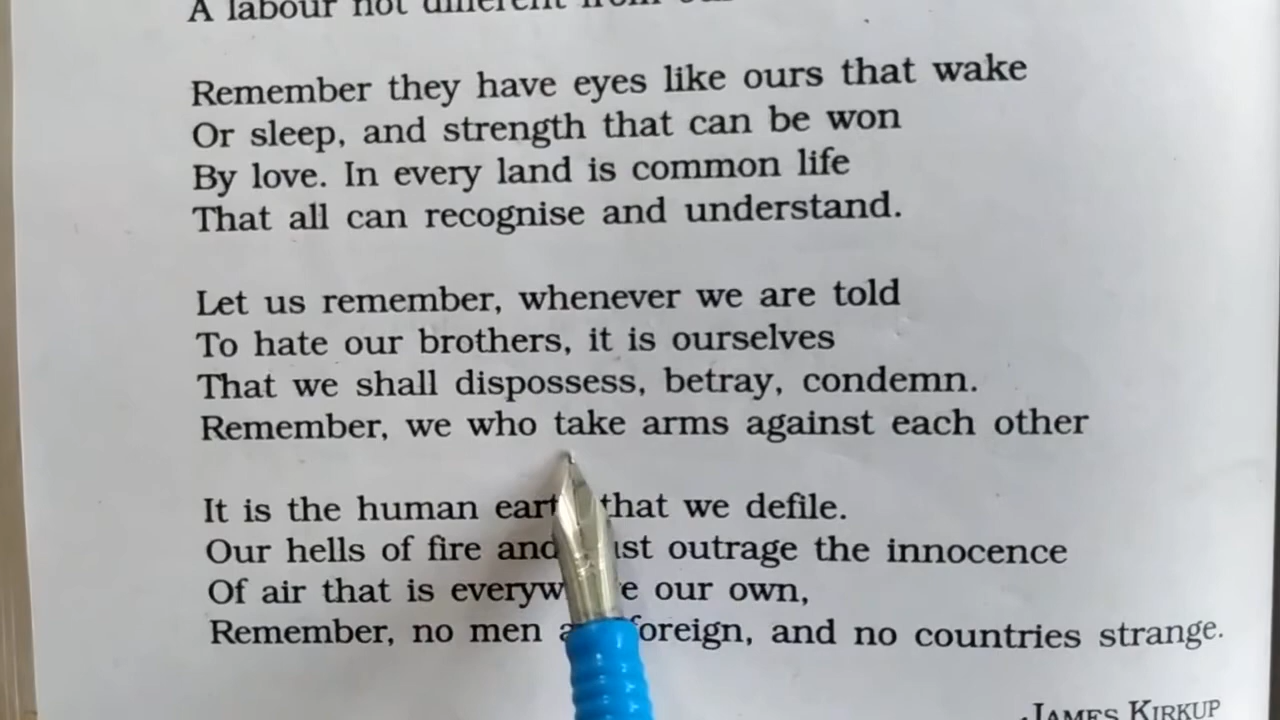 A labour not different from
Remember they have eyes like ours that wake
Or sleep, and strength that can be won
By love. In every land is common life
That all can recognise and understand.
Let us remember, whenever we are told
To hate our brothers, it is ourselves
That we shall dispossess, betray, condemn.
Remember, we who take arms against each other
It is the human that we defile.
Our hells of fire and outrage the innocence
Of air that is our own,
Remember, no men foreign, and no countries strange.
JAMES KIRKUP